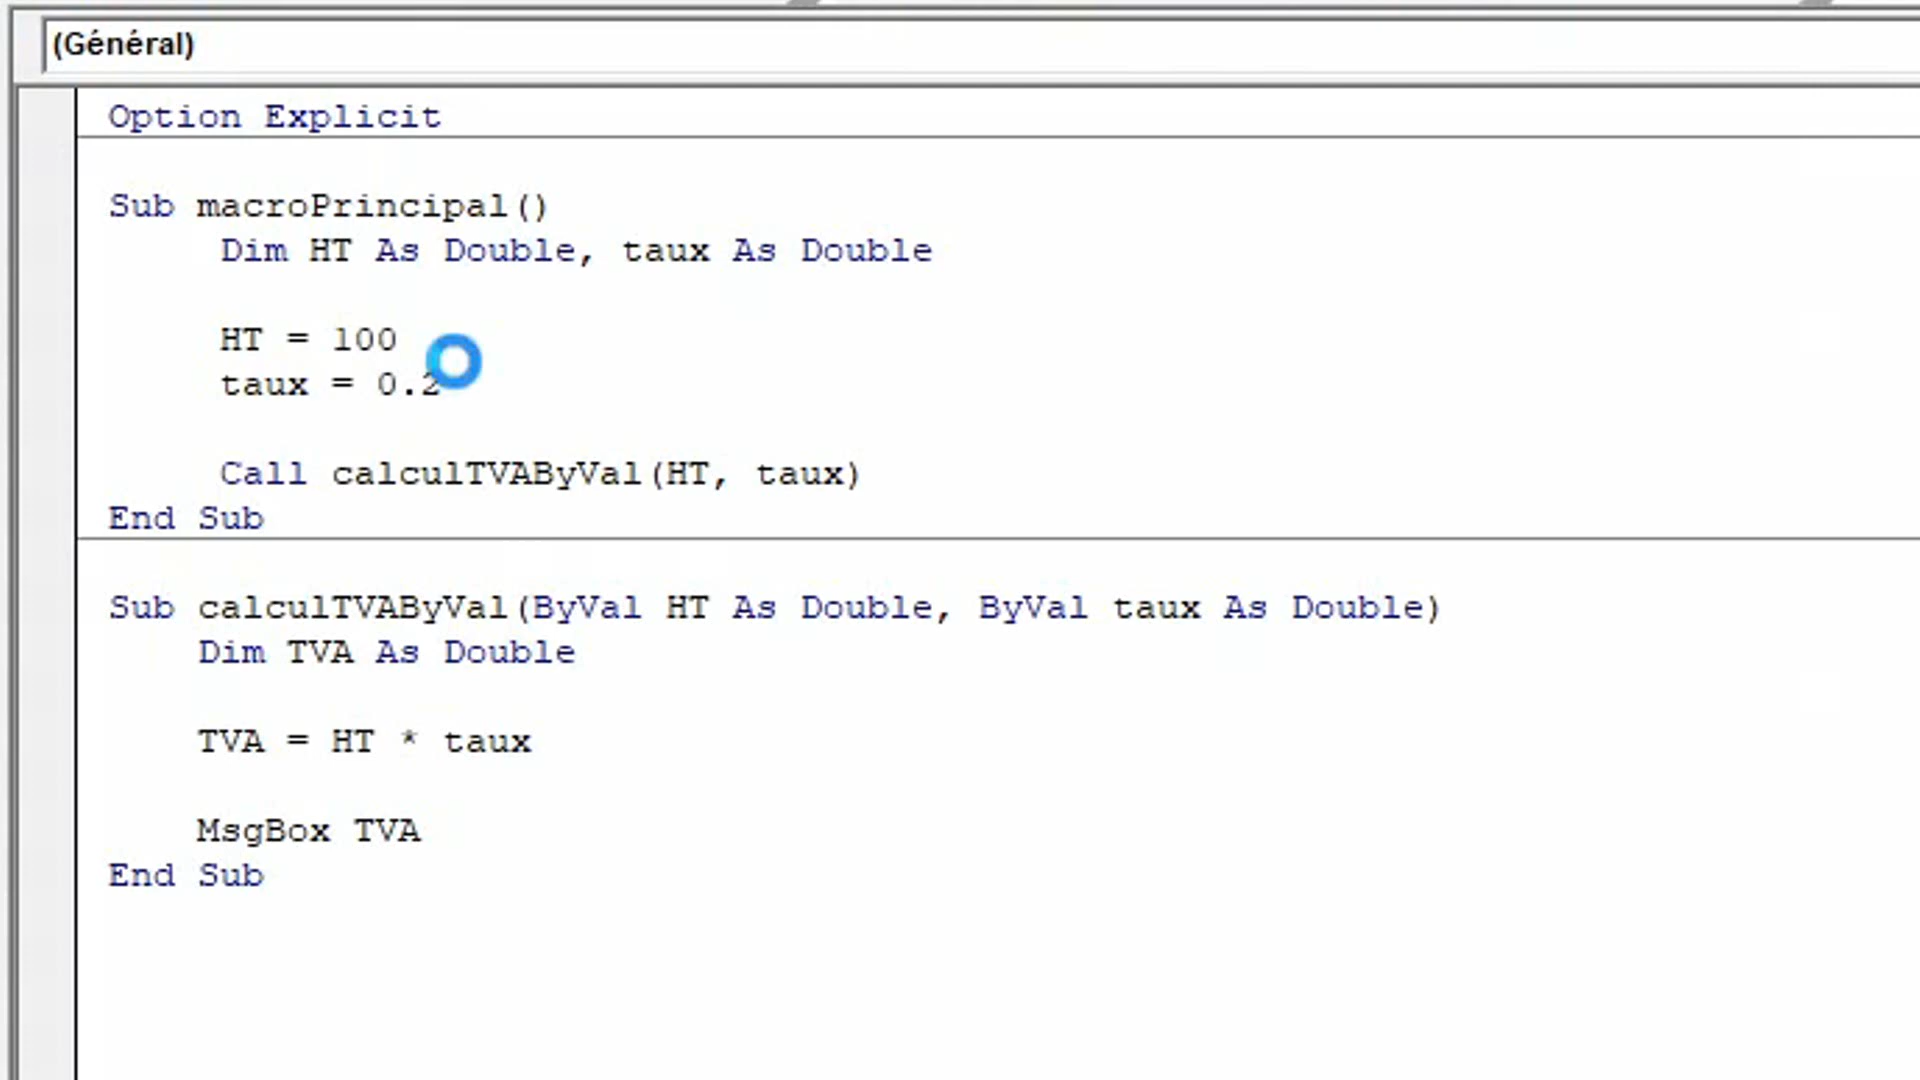 (Général)
Option Explicit
Sub macroPrincipal()
Dim HT As Double, taux As Double
HT = 100
taux = 0.2
Call calculTVAByVal(HT, taux)
End Sub
Sub calculTVAByVal(ByVal HT As Double, ByVal taux As Double)
Dim TVA As Double
TVA = HT * taux
MsgBox TVA
End Sub